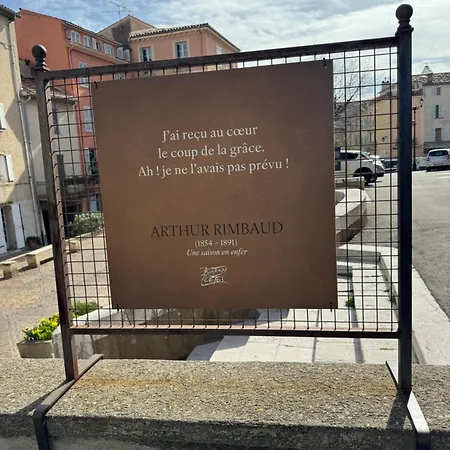 J'ai reçu au cœur
le coup de la grâce.
Ah ! je ne l'avais pas prévu !
ARTHUR RIMBAUD
(1854 > 1891)
Une saison en enfer